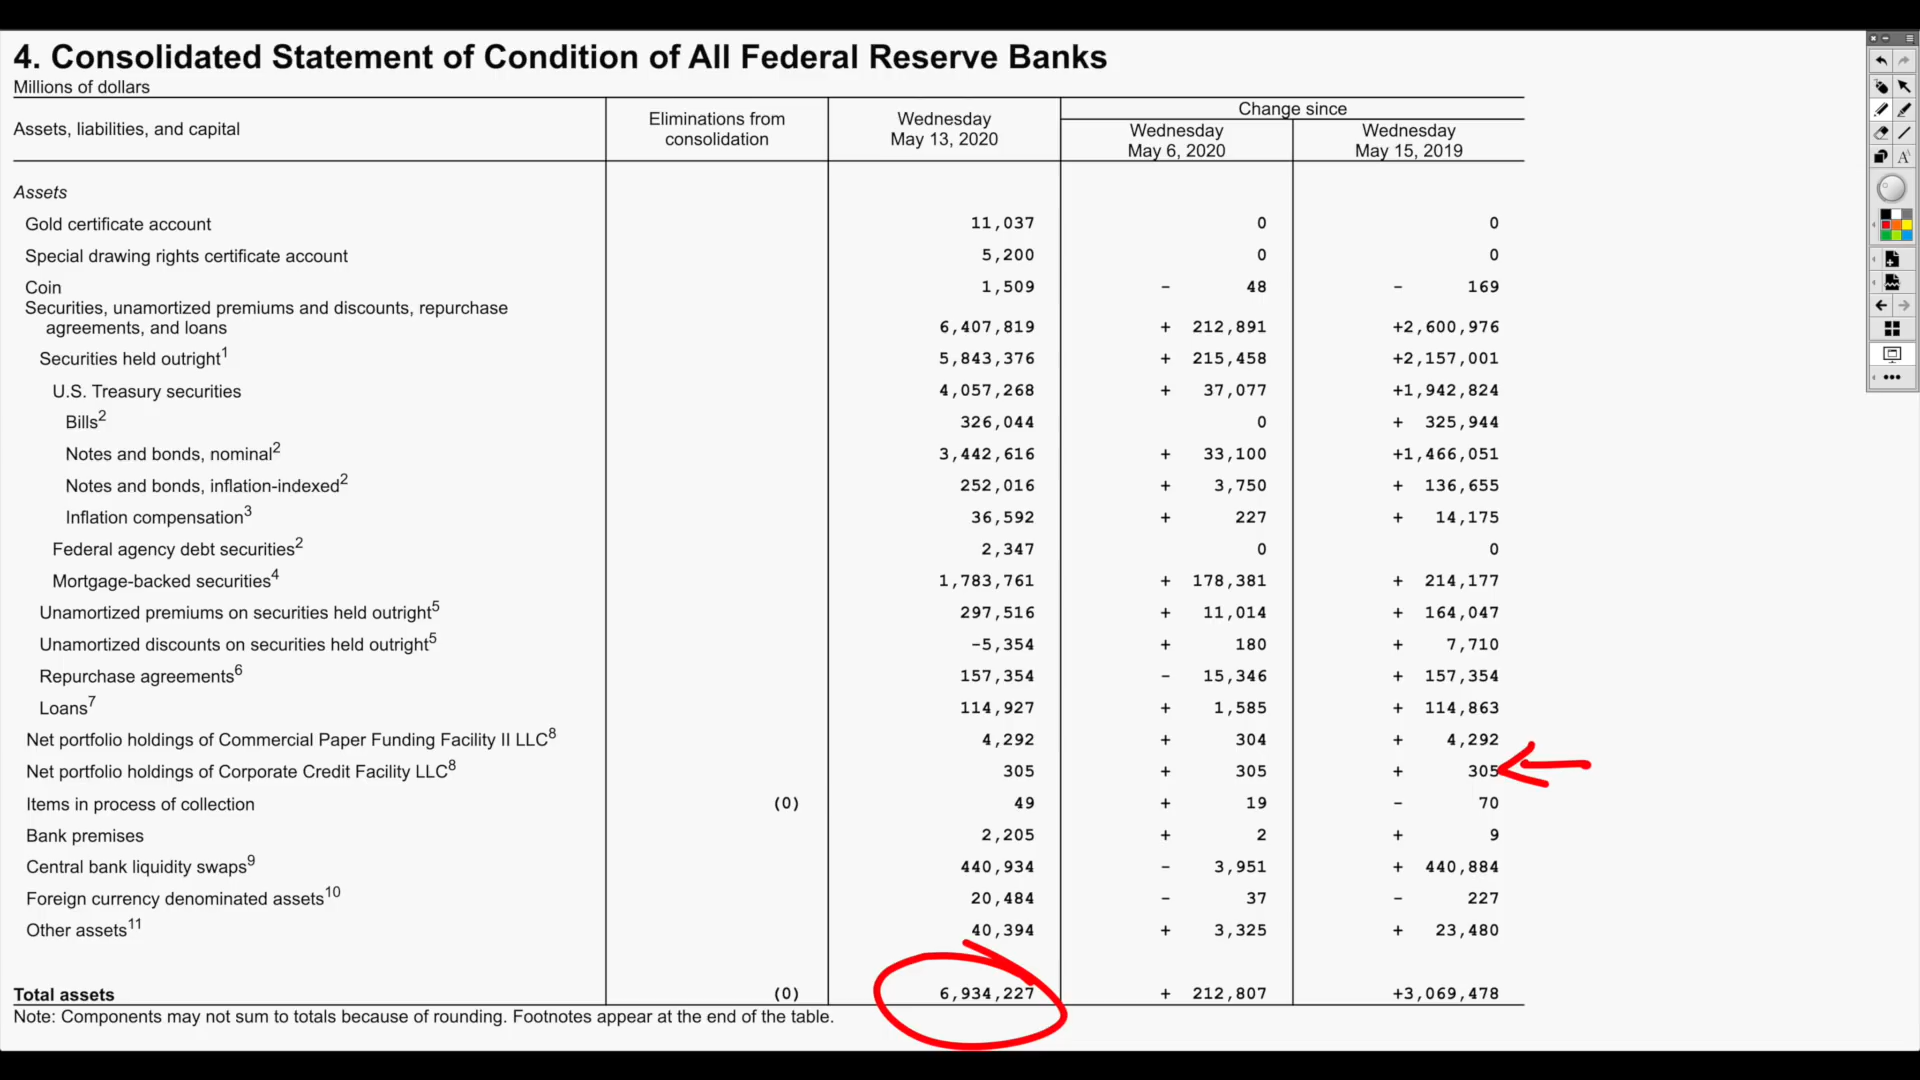 4. Consolidated Statement of Condition of All Federal Reserve Banks
Millions of dollars
Assets, liabilities, and capital
Eliminations from
consolidation
Wednesday
May 13, 2020
Change since
Wednesday
May 6, 2020
Wednesday
May 15, 2019
Assets
Gold certificate account 11,037 0 0
Special drawing rights certificate account 5,200 0 0
Coin 1,509 - 48 - 169
Securities, unamortized premiums and discounts, repurchase
agreements, and loans 6,407,819 + 212,891 +2,600,976
Securities held outright1 5,843,376 + 215,458 +2,157,001
U.S. Treasury securities 4,057,268 + 37,077 +1,942,824
Bills2 326,044 0 + 325,944
Notes and bonds, nominal2 3,442,616 + 33,100 +1,466,051
Notes and bonds, inflation-indexed2 252,016 + 3,750 + 136,655
Inflation compensation3 36,592 + 227 + 14,175
Federal agency debt securities2 2,347 0 0
Mortgage-backed securities4 1,783,761 + 178,381 + 214,177
Unamortized premiums on securities held outright5 297,516 + 11,014 + 164,047
Unamortized discounts on securities held outright5 -5,354 + 180 + 7,710
Repurchase agreements6 157,354 - 15,346 + 157,354
Loans7 114,927 + 1,585 + 114,863
Net portfolio holdings of Commercial Paper Funding Facility II LLC8 4,292 + 304 + 4,292
Net portfolio holdings of Corporate Credit Facility LLC8 305 + 305 + 305
Items in process of collection (0) 49 + 19 - 70
Bank premises 2,205 + 2 + 9
Central bank liquidity swaps9 440,934 - 3,951 + 440,884
Foreign currency denominated assets10 20,484 - 37 - 227
Other assets11 40,394 + 3,325 + 23,480
Total assets (0) 6,934,227 + 212,807 +3,069,478
Note: Components may not sum to totals because of rounding. Footnotes appear at the end of the table.